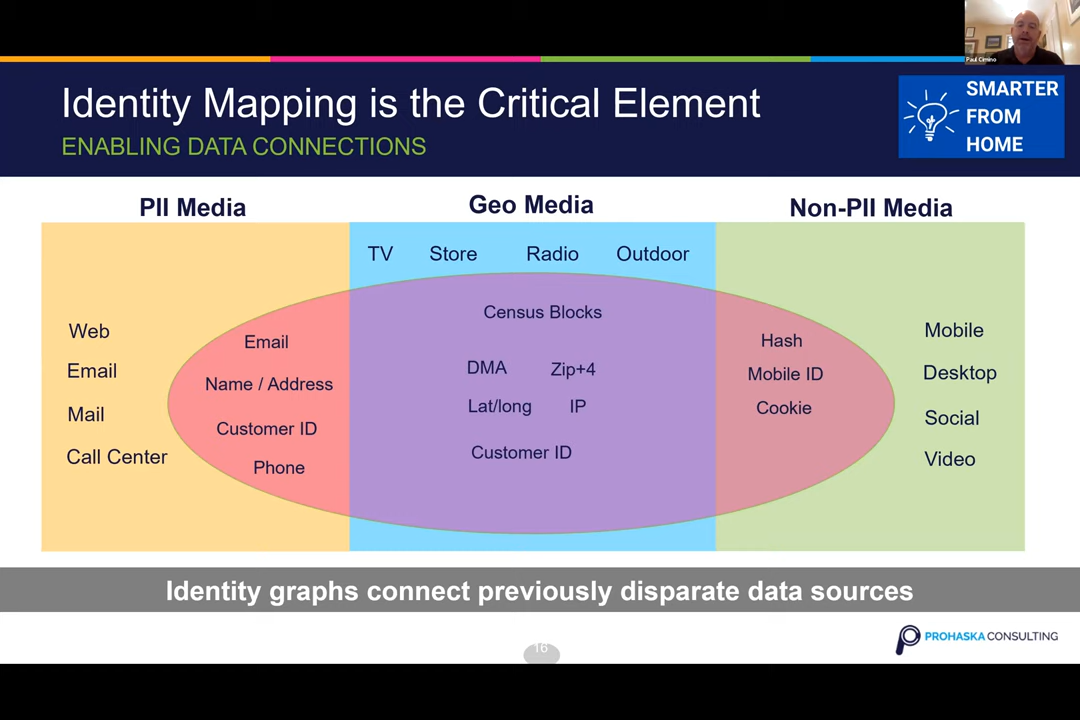 Paul Cimino
Identity Mapping is the Critical Element
ENABLING DATA CONNECTIONS
SMARTER
FROM
HOME
PII Media
Geo Media
Non-PII Media
TV Store Radio Outdoor
Web
Email
Mail
Call Center
Email
Name / Address
Customer ID
Phone
Census Blocks
DMA Zip+4
Lat/long IP
Customer ID
Hash
Mobile ID
Cookie
Mobile
Desktop
Social
Video
Identity graphs connect previously disparate data sources
16
PROHASKA CONSULTING